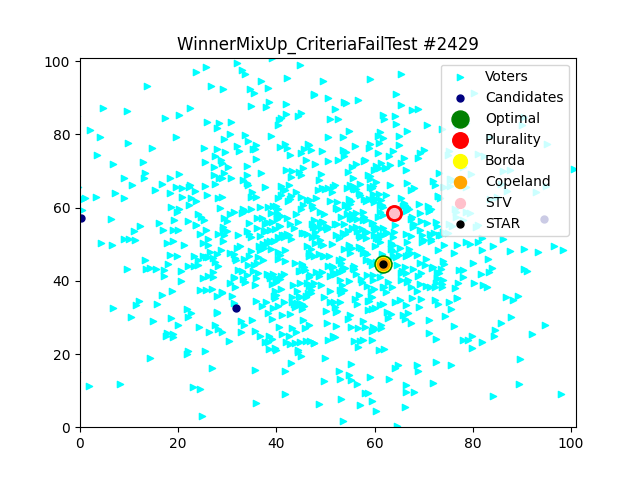 WinnerMixUp_CriteriaFailTest #2429
100
80
60
40
20
0
0 20 40 60 80 100
Voters
Candidates
Optimal
Plurality
Borda
Copeland
STV
STAR